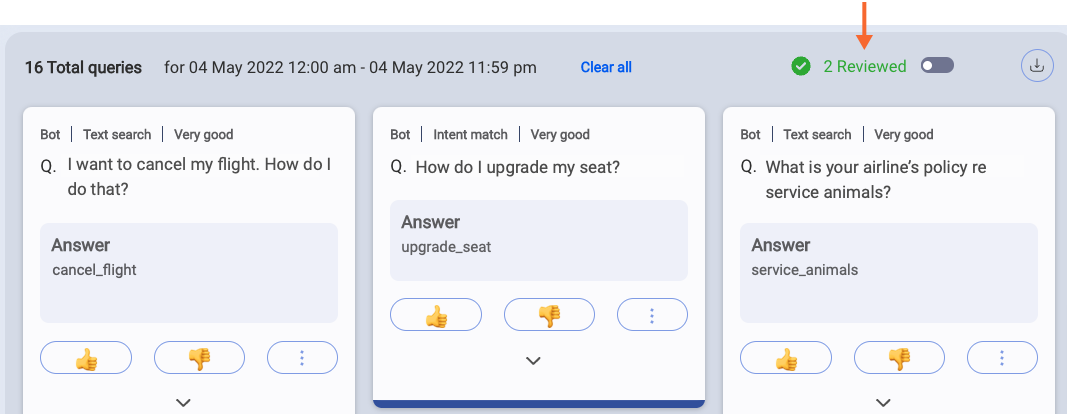 16 Total queries for 04 May 2022 12:00 am - 04 May 2022 11:59 pm Clear all 2 Reviewed
Bot | Text search | Very good
Q. I want to cancel my flight. How do I
do that?
Answer
cancel_flight
Bot | Intent match | Very good
Q. How do I upgrade my seat?
Answer
upgrade_seat
Bot | Text search | Very good
Q. What is your airline’s policy re
service animals?
Answer
service_animals